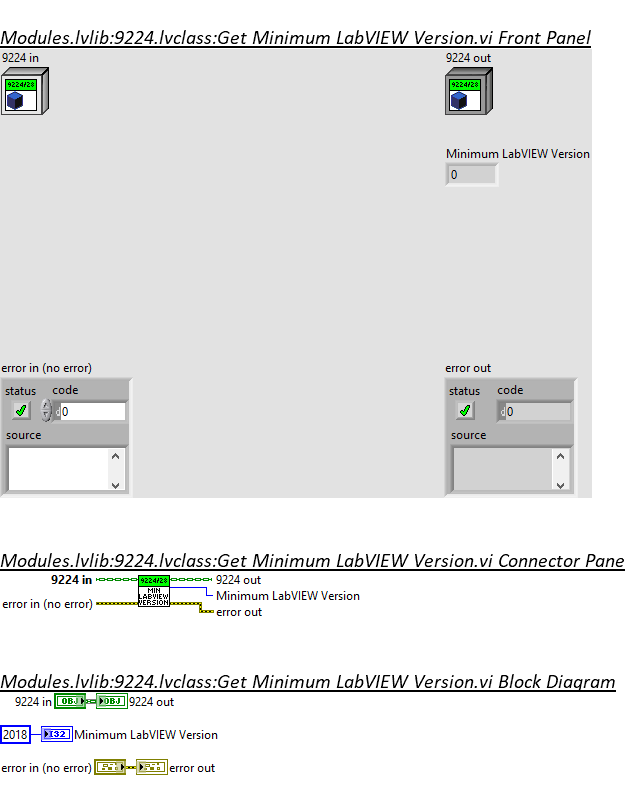 Modules.lvlib:9224.lvclass:Get Minimum LabVIEW Version.vi Front Panel
9224 in 9224 out
9224/28 9224/28
Minimum LabVIEW Version
0
error in (no error) error out
status code status code
d 0 d 0
source source
Modules.lvlib:9224.lvclass:Get Minimum LabVIEW Version.vi Connector Pane
9224 in 9224/28 9224 out
MIN
LABVIEW Minimum LabVIEW Version
error in (no error) VERSION error out
Modules.lvlib:9224.lvclass:Get Minimum LabVIEW Version.vi Block Diagram
9224 in OBJ OBJ 9224 out
2018 I32 Minimum LabVIEW Version
error in (no error) error out